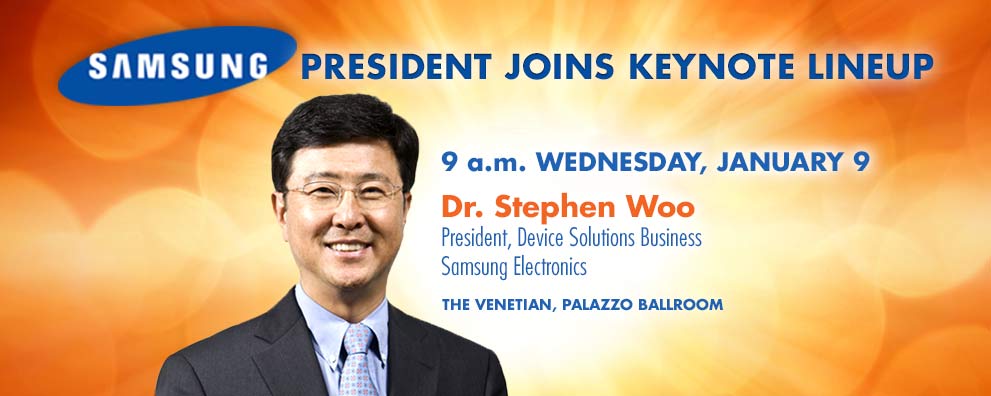 SAMSUNG PRESIDENT JOINS KEYNOTE LINEUP
9 a.m. WEDNESDAY, JANUARY 9
Dr. Stephen Woo
President, Device Solutions Business
Samsung Electronics
THE VENETIAN, PALAZZO BALLROOM